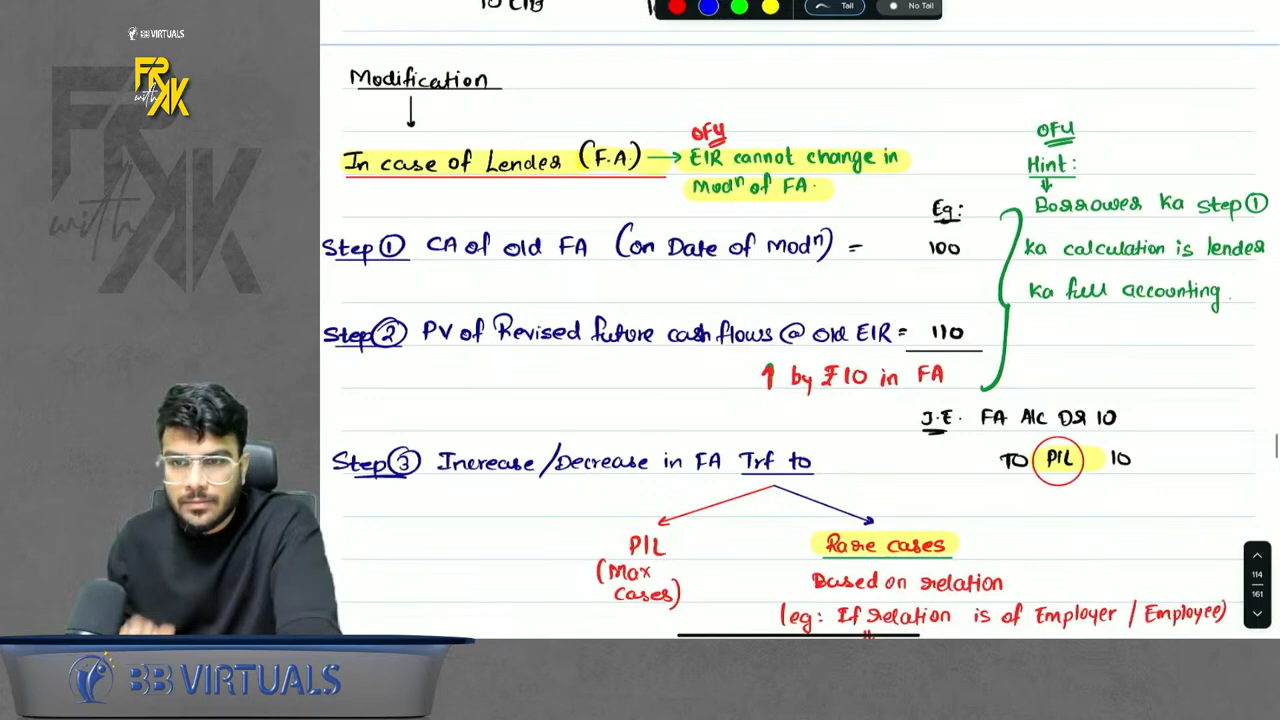 Tail
No Tail
BB VIRTUALS
FR
with
AK
Modification
OFU
OFU
In case of Lender (F.A) → EIR cannot change in
Modⁿ of FA.
Hint:
Eg:
Borrower ka step ①
Step ① CA of old FA (on Date of Modⁿ) = 100
ka calculation is lender
ka full accounting.
Step ② PV of Revised future cash flows @ old EIR = 110
↑ by ₹10 in FA
J.E. FA A/c Dr 10
Step ③ Increase/Decrease in FA Trf to
TO P/L 10
P/L
(Max
cases)
Rare cases
Based on relation
(eg: If relation is of Employer / Employee)
114
161
BB VIRTUALS